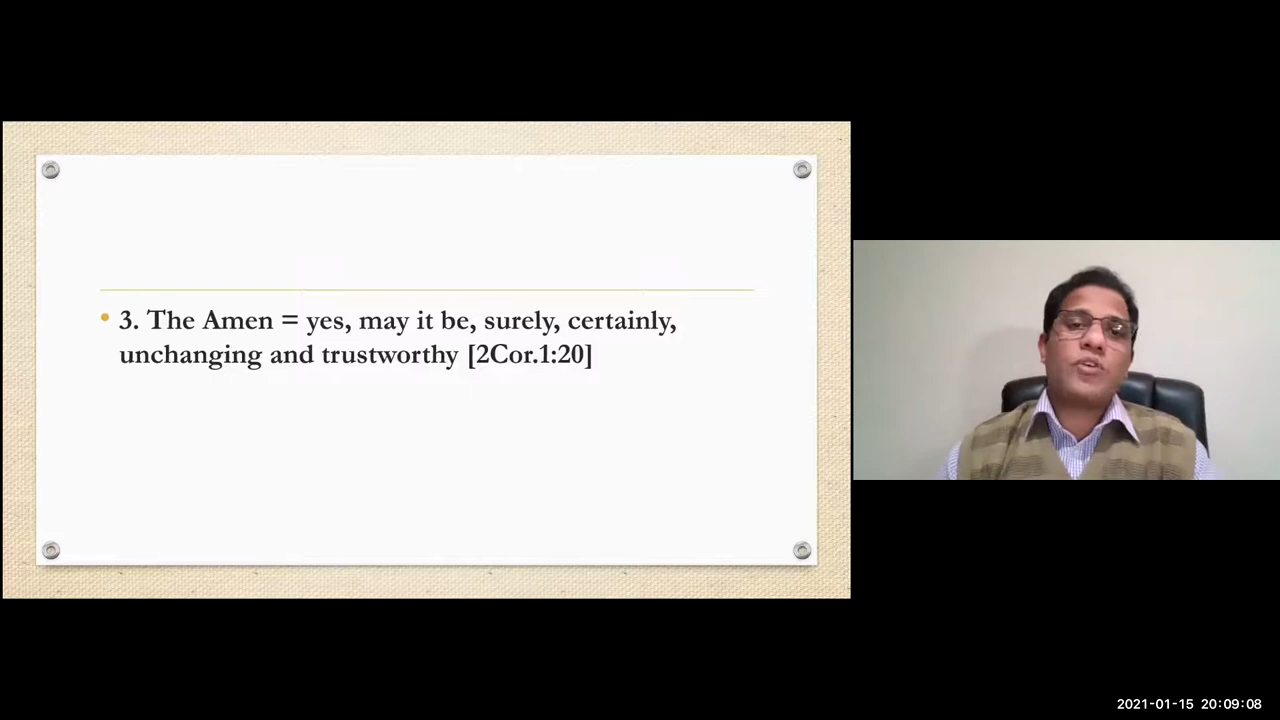 • 3. The Amen = yes, may it be, surely, certainly,
unchanging and trustworthy [2Cor.1:20]
2021-01-15 20:09:08